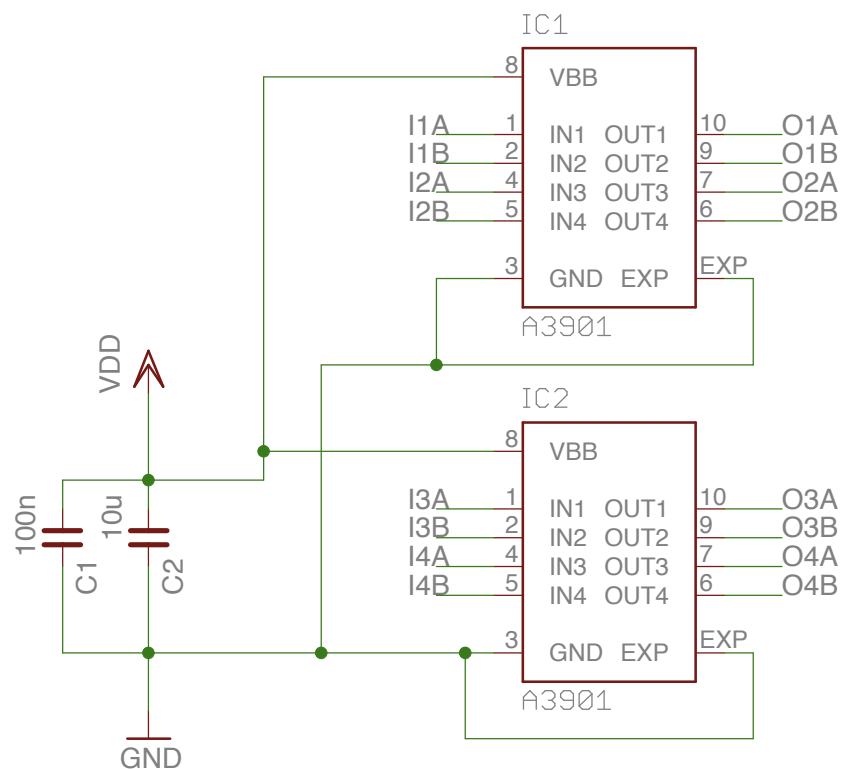 IC1
8 VBB
I1A 1 IN1 OUT1 10 O1A
I1B 2 IN2 OUT2 9 O1B
I2A 4 IN3 OUT3 7 O2A
I2B 5 IN4 OUT4 6 O2B
3 GND EXP EXP
A3901
VDD
IC2
8 VBB
100n
C1
10u
C2
I3A 1 IN1 OUT1 10 O3A
I3B 2 IN2 OUT2 9 O3B
I4A 4 IN3 OUT3 7 O4A
I4B 5 IN4 OUT4 6 O4B
3 GND EXP EXP
A3901
GND